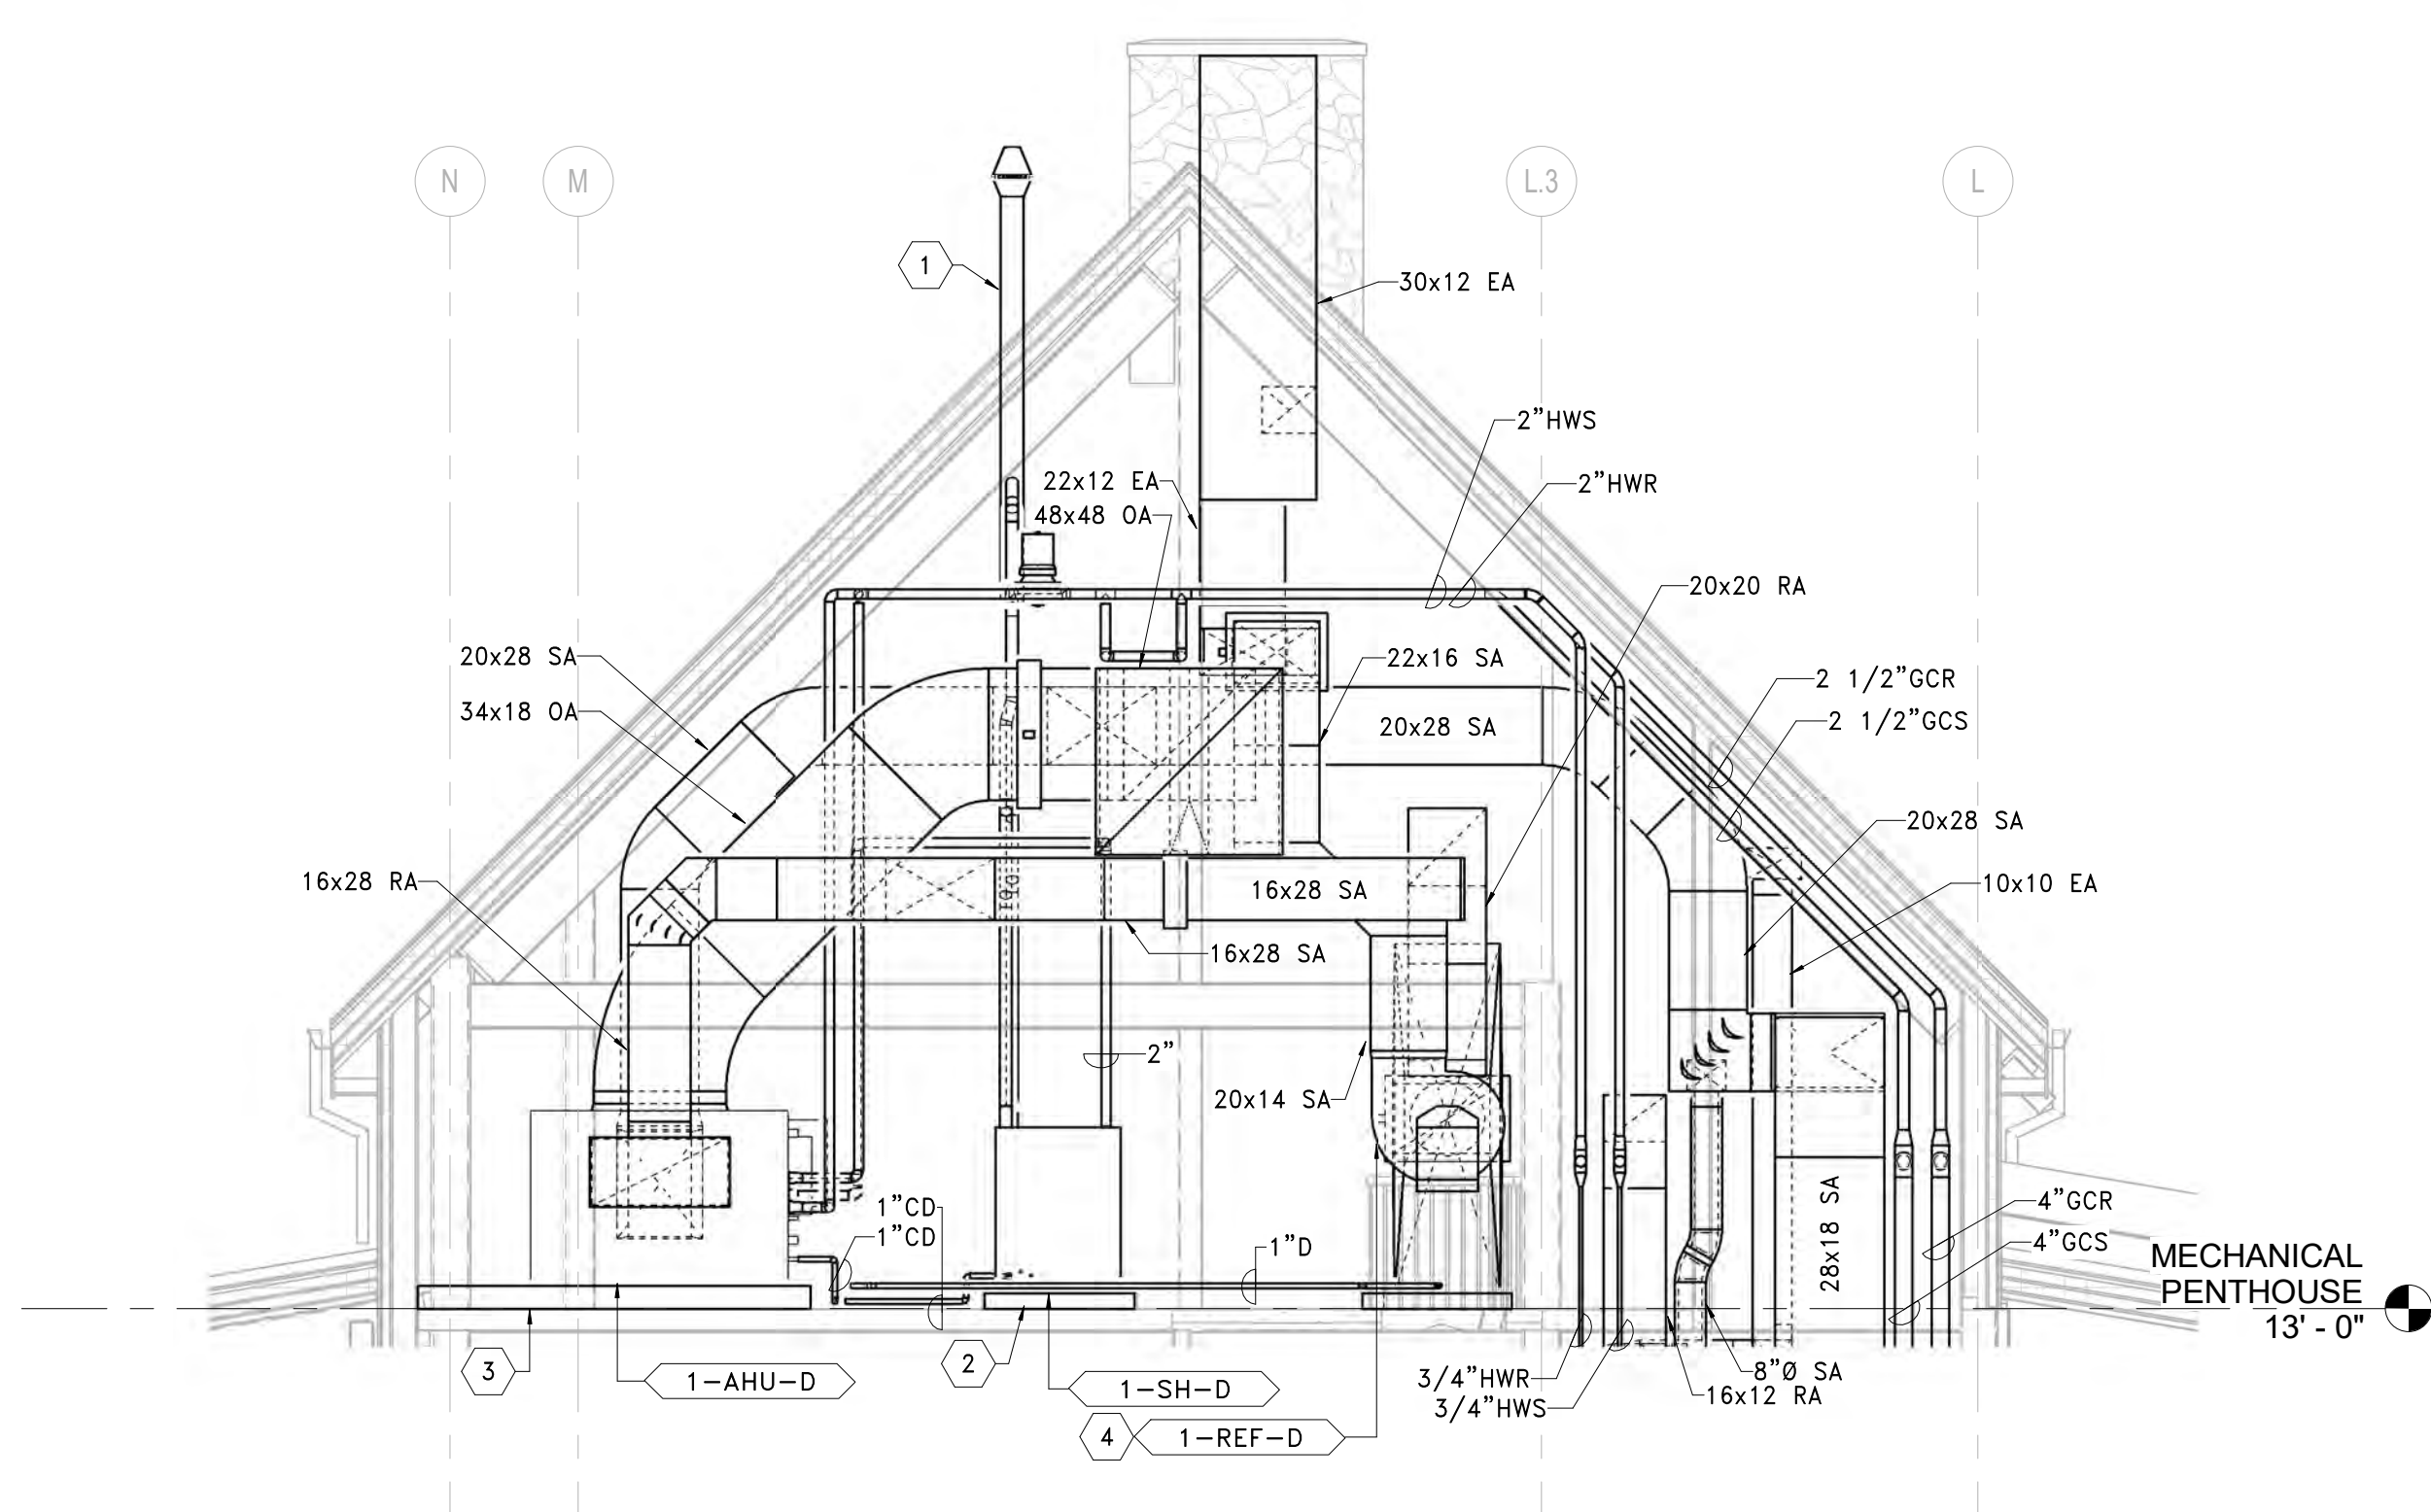 N
M
L.3
L
1
30x12 EA
2"HWS
2"HWR
22x12 EA
48x48 OA
20x20 RA
20x28 SA
22x16 SA
2 1/2"GCR
34x18 OA
2 1/2"GCS
20x28 SA
20x28 SA
16x28 RA
16x28 SA
10x10 EA
16x28 SA
2"
20x14 SA
1"CD
1"CD
1"D
28x18 SA
4"GCR
4"GCS
MECHANICAL
PENTHOUSE
13' - 0"
3
1-AHU-D
2
1-SH-D
3/4"HWR
3/4"HWS
8"Ø SA
16x12 RA
4
1-REF-D